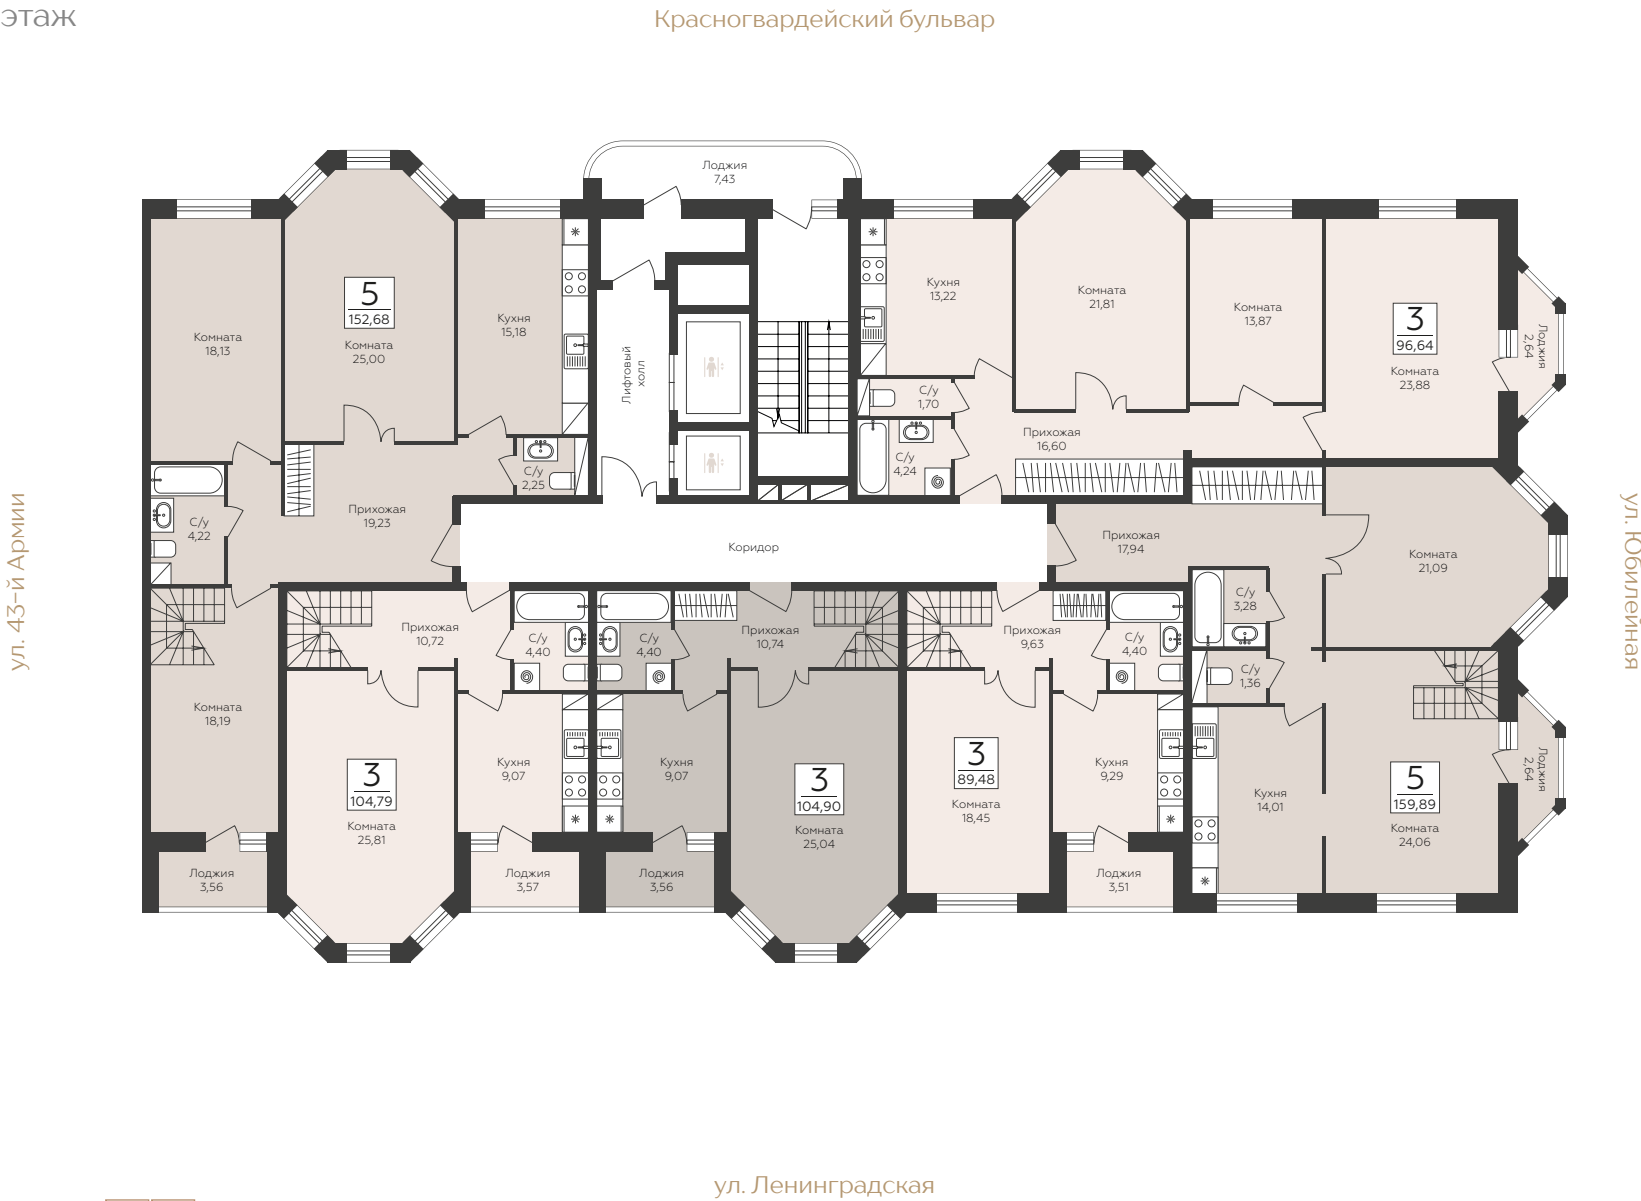 этаж
Красногвардейский бульвар
Лоджия
7,43
5
152,68
Комната
25,00
Комната
18,13
Кухня
15,18
Лифтовый
холл
Кухня
13,22
Комната
21,81
Комната
13,87
3
96,64
Комната
23,88
Лоджия
2,64
С/у
1,70
С/у
4,24
Прихожая
16,60
С/у
2,25
С/у
4,22
Прихожая
19,23
Коридор
Прихожая
17,94
Комната
21,09
ул. 43-й Армии
ул. Юбилейная
С/у
3,28
С/у
1,36
Прихожая
10,72
С/у
4,40
С/у
4,40
Прихожая
10,74
Прихожая
9,63
С/у
4,40
Комната
18,19
3
104,79
Комната
25,81
Кухня
9,07
Кухня
9,07
3
104,90
Комната
25,04
3
89,48
Комната
18,45
Кухня
9,29
Кухня
14,01
5
159,89
Комната
24,06
Лоджия
2,64
Лоджия
3,56
Лоджия
3,57
Лоджия
3,56
Лоджия
3,51
ул. Ленинградская